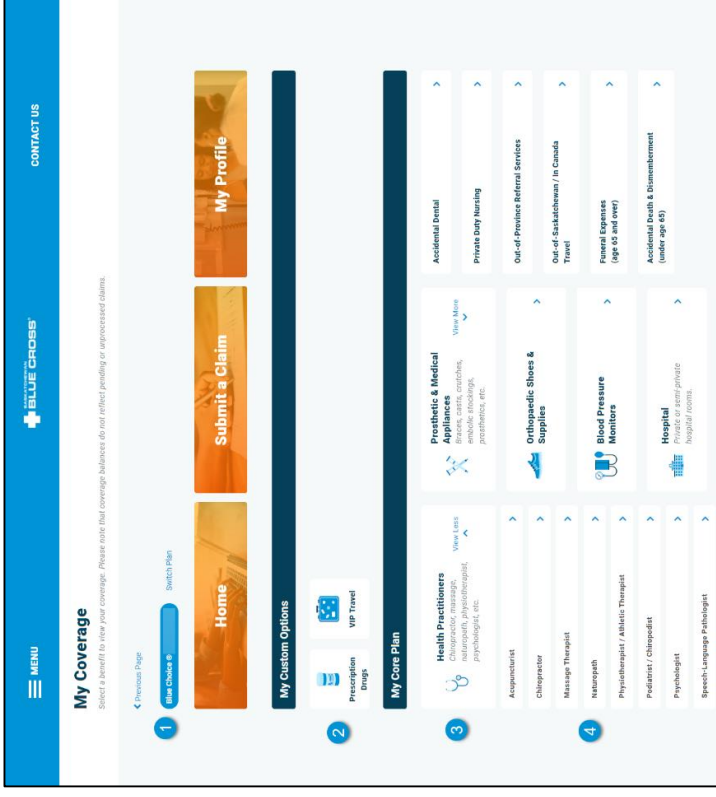 MENU
SASKATCHEWAN
BLUE CROSS®
CONTACT US
My Coverage
Select a benefit to view your coverage. Please note that coverage balances do not reflect pending or unprocessed claims.
Previous Page
1
Blue Choice ®
Switch Plan
Home
Submit a Claim
My Profile
My Custom Options
2
Prescription
Drugs
VIP Travel
My Core Plan
3
Health Practitioners
Chiropractor, massage,
naturopath, physiotherapist,
psychologist, etc.
View Less
4
Acupuncturist
Chiropractor
Massage Therapist
Naturopath
Physiotherapist / Athletic Therapist
Podiatrist / Chiropodist
Psychologist
Speech-Language Pathologist
Prosthetic & Medical
Appliances
Braces, casts, crutches,
embolic stockings,
prosthetics, etc.
View More
Orthopaedic Shoes &
Supplies
Blood Pressure
Monitors
Hospital
Private or semi-private
hospital rooms.
Accidental Dental
Private Duty Nursing
Out-of-Province Referral Services
Out-of-Saskatchewan / In Canada
Travel
Funeral Expenses
(age 65 and over)
Accidental Death & Dismemberment
(under age 65)